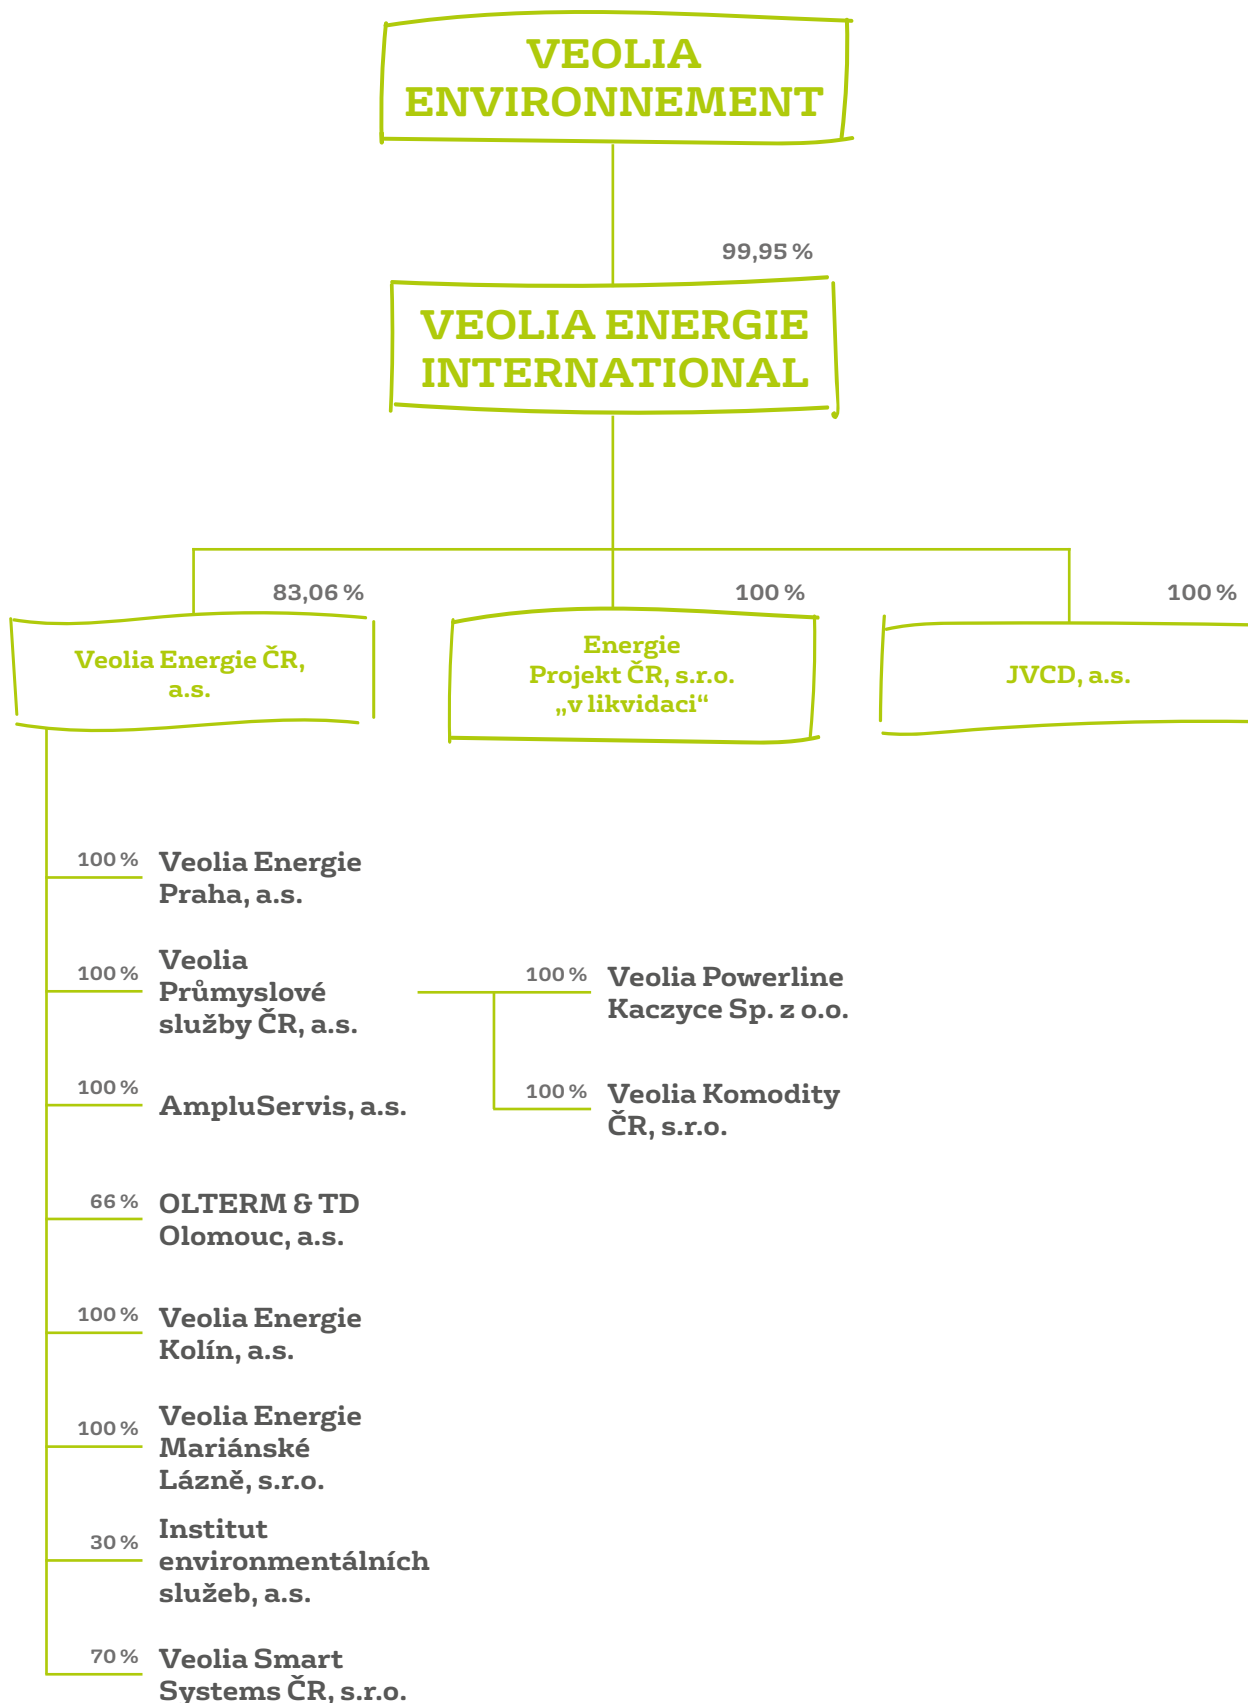 VEOLIA
ENVIRONNEMENT
99,95 %
VEOLIA ENERGIE
INTERNATIONAL
83,06 %
Veolia Energie ČR,
a.s.
100 %
Energie
Projekt ČR, s.r.o.
„v likvidaci“
100 %
JVCD, a.s.
100 %
Veolia Energie
Praha, a.s.
100 %
Veolia
Průmyslové
služby ČR, a.s.
100 %
Veolia Powerline
Kaczyce Sp. z o.o.
100 %
Veolia Komodity
ČR, s.r.o.
100 %
AmpluServis, a.s.
66 %
OLTERM & TD
Olomouc, a.s.
100 %
Veolia Energie
Kolín, a.s.
100 %
Veolia Energie
Mariánské
Lázně, s.r.o.
30 %
Institut
environmentálních
služeb, a.s.
70 %
Veolia Smart
Systems ČR, s.r.o.